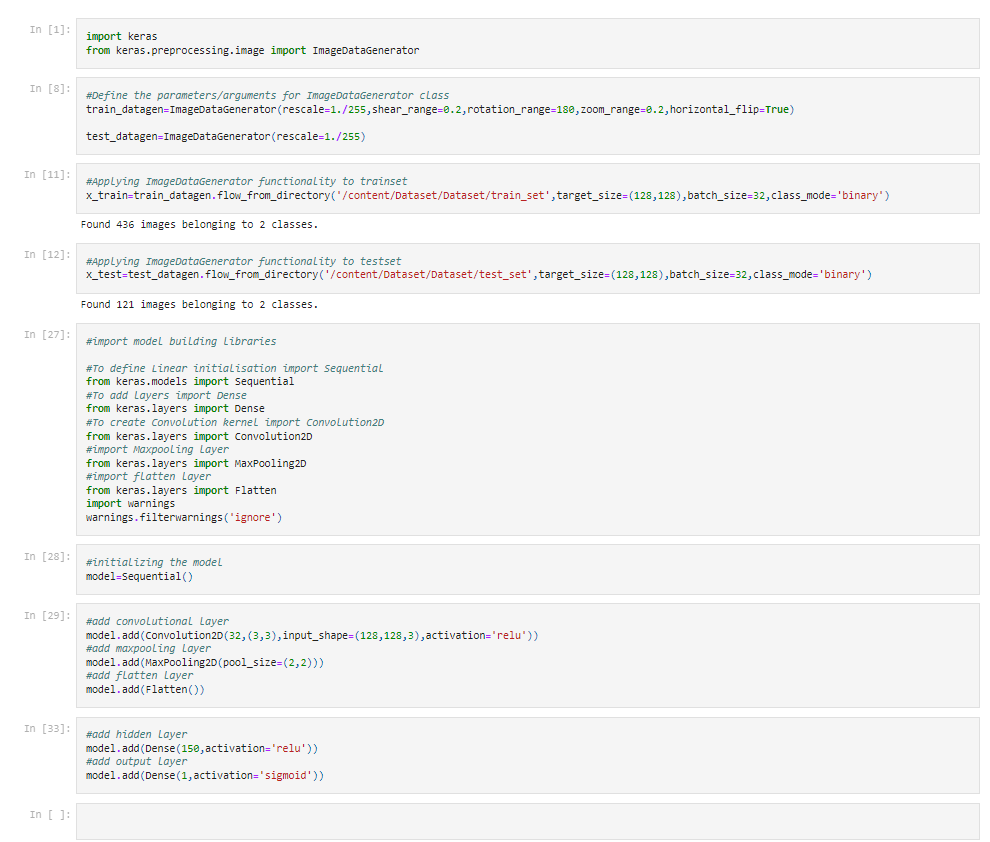 In [1]:
import keras
from keras.preprocessing.image import ImageDataGenerator
In [8]:
#Define the parameters/arguments for ImageDataGenerator class
train_datagen=ImageDataGenerator(rescale=1./255,shear_range=0.2,rotation_range=180,zoom_range=0.2,horizontal_flip=True)
test_datagen=ImageDataGenerator(rescale=1./255)
In [11]:
#Applying ImageDataGenerator functionality to trainset
x_train=train_datagen.flow_from_directory('/content/Dataset/Dataset/train_set',target_size=(128,128),batch_size=32,class_mode='binary')
Found 436 images belonging to 2 classes.
In [12]:
#Applying ImageDataGenerator functionality to testset
x_test=test_datagen.flow_from_directory('/content/Dataset/Dataset/test_set',target_size=(128,128),batch_size=32,class_mode='binary')
Found 121 images belonging to 2 classes.
In [27]:
#import model building libraries
#To define Linear initialisation import Sequential
from keras.models import Sequential
#To add layers import Dense
from keras.layers import Dense
#To create Convolution kernel import Convolution2D
from keras.layers import Convolution2D
#import Maxpooling layer
from keras.layers import MaxPooling2D
#import flatten layer
from keras.layers import Flatten
import warnings
warnings.filterwarnings('ignore')
In [28]:
#initializing the model
model=Sequential()
In [29]:
#add convolutional layer
model.add(Convolution2D(32,(3,3),input_shape=(128,128,3),activation='relu'))
#add maxpooling layer
model.add(MaxPooling2D(pool_size=(2,2)))
#add flatten layer
model.add(Flatten())
In [33]:
#add hidden layer
model.add(Dense(150,activation='relu'))
#add output layer
model.add(Dense(1,activation='sigmoid'))
In [ ]: